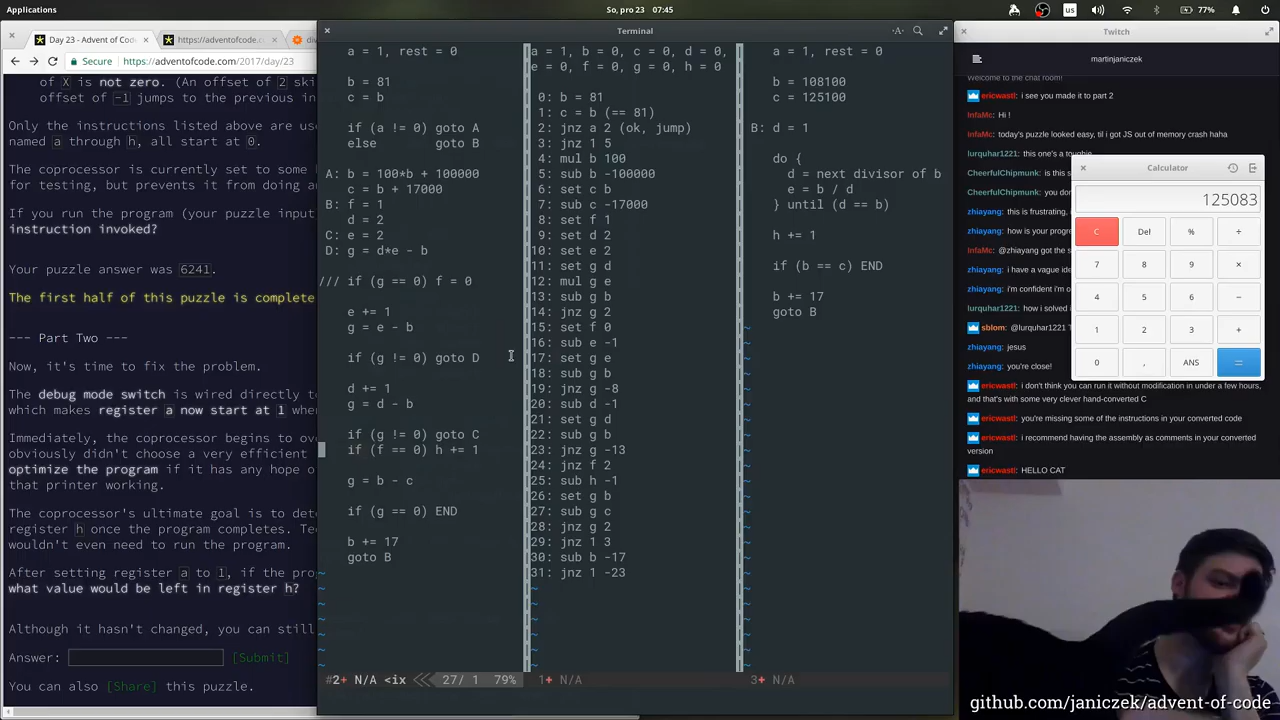 Applications
So, pro 23 07:45
us
77%
Day 23 - Advent of Code
https://adventofcode.c
div
Secure https://adventofcode.com/2017/day/23
of X is not zero. (An offset of 2 ski
offset of -1 jumps to the previous in
Only the instructions listed above are us
named a through h, all start at 0.
The coprocessor is currently set to some
for testing, but prevents it from doing a
If you run the program (your puzzle input
instruction invoked?
Your puzzle answer was 6241.
The first half of this puzzle is complete
--- Part Two ---
Now, it's time to fix the problem.
The debug mode switch is wired directly t
which makes register a now start at 1 whe
Immediately, the coprocessor begins to ov
obviously didn't choose a very efficient
optimize the program if it has any hope o
that printer working.
The coprocessor's ultimate goal is to det
register h once the program completes. Te
wouldn't even need to run the program.
After setting register a to 1, if the pro
what value would be left in register h?
Although it hasn't changed, you can still
Answer: [Submit]
You can also [Share] this puzzle.
Terminal
a = 1, rest = 0
b = 81
c = b
if (a != 0) goto A
else goto B
A: b = 100*b + 100000
c = b + 17000
B: f = 1
d = 2
C: e = 2
D: g = d*e - b
/// if (g == 0) f = 0
e += 1
g = e - b
if (g != 0) goto D
d += 1
g = d - b
if (g != 0) goto C
if (f == 0) h += 1
g = b - c
if (g == 0) END
b += 17
goto B
#2+ N/A <ix 27/ 1 79%
a = 1, b = 0, c = 0, d = 0,
e = 0, f = 0, g = 0, h = 0
0: b = 81
1: c = b (== 81)
2: jnz a 2 (ok, jump)
3: jnz 1 5
4: mul b 100
5: sub b -100000
6: set c b
7: sub c -17000
8: set f 1
9: set d 2
10: set e 2
11: set g d
12: mul g e
13: sub g b
14: jnz g 2
15: set f 0
16: sub e -1
17: set g e
18: sub g b
19: jnz g -8
20: sub d -1
21: set g d
22: sub g b
23: jnz g -13
24: jnz f 2
25: sub h -1
26: set g b
27: sub g c
28: jnz g 2
29: jnz 1 3
30: sub b -17
31: jnz 1 -23
1+ N/A
a = 1, rest = 0
b = 108100
c = 125100
B: d = 1
do {
d = next divisor of b
e = b / d
} until (d == b)
h += 1
if (b == c) END
b += 17
goto B
3+ N/A
Twitch
martinjaniczek
Welcome to the chat room!
ericwastl: i see you made it to part 2
InfaMc: Hi !
InfaMc: today's puzzle looked easy, til i got JS out of memory crash haha
lurquhar1221: this one's a toughie
CheerfulChipmunk: is this
CheerfulChipmunk: you don
zhiayang: this is frustrating,
zhiayang: how is your progre
InfaMc: @zhiayang got the s
zhiayang: i have a vague ide
zhiayang: i'm confident i'm o
lurquhar1221: how i solved i
sblom: @lurquhar1221 T
zhiayang: jesus
zhiayang: you're close!
ericwastl: i don't think you can run it without modification in under a few hours,
and that's with some very clever hand-converted C
ericwastl: you're missing some of the instructions in your converted
code
ericwastl: i recommend having the assembly as comments in your converted
version
ericwastl: HELLO CAT
Calculator
125083
C Del % ÷
7 8 9 ×
4 5 6 −
1 2 3 +
0 , ANS =
github.com/janiczek/advent-of-code